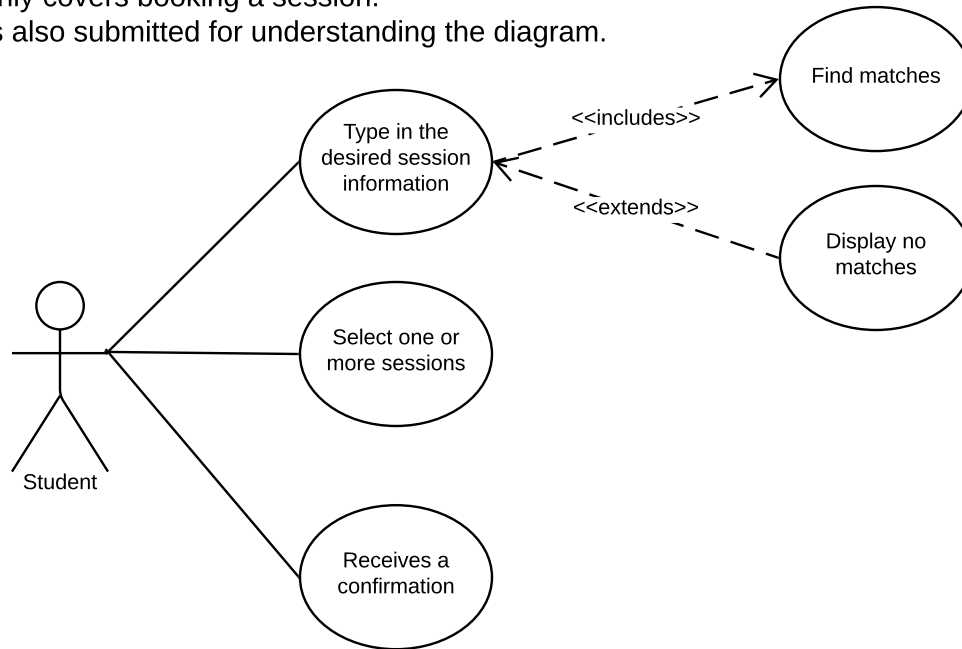 only covers booking a session.
s also submitted for understanding the diagram.
Find matches
<<includes>>
Type in the
desired session
information
<<extends>>
Display no
matches
Select one or
more sessions
Student
Receives a
confirmation